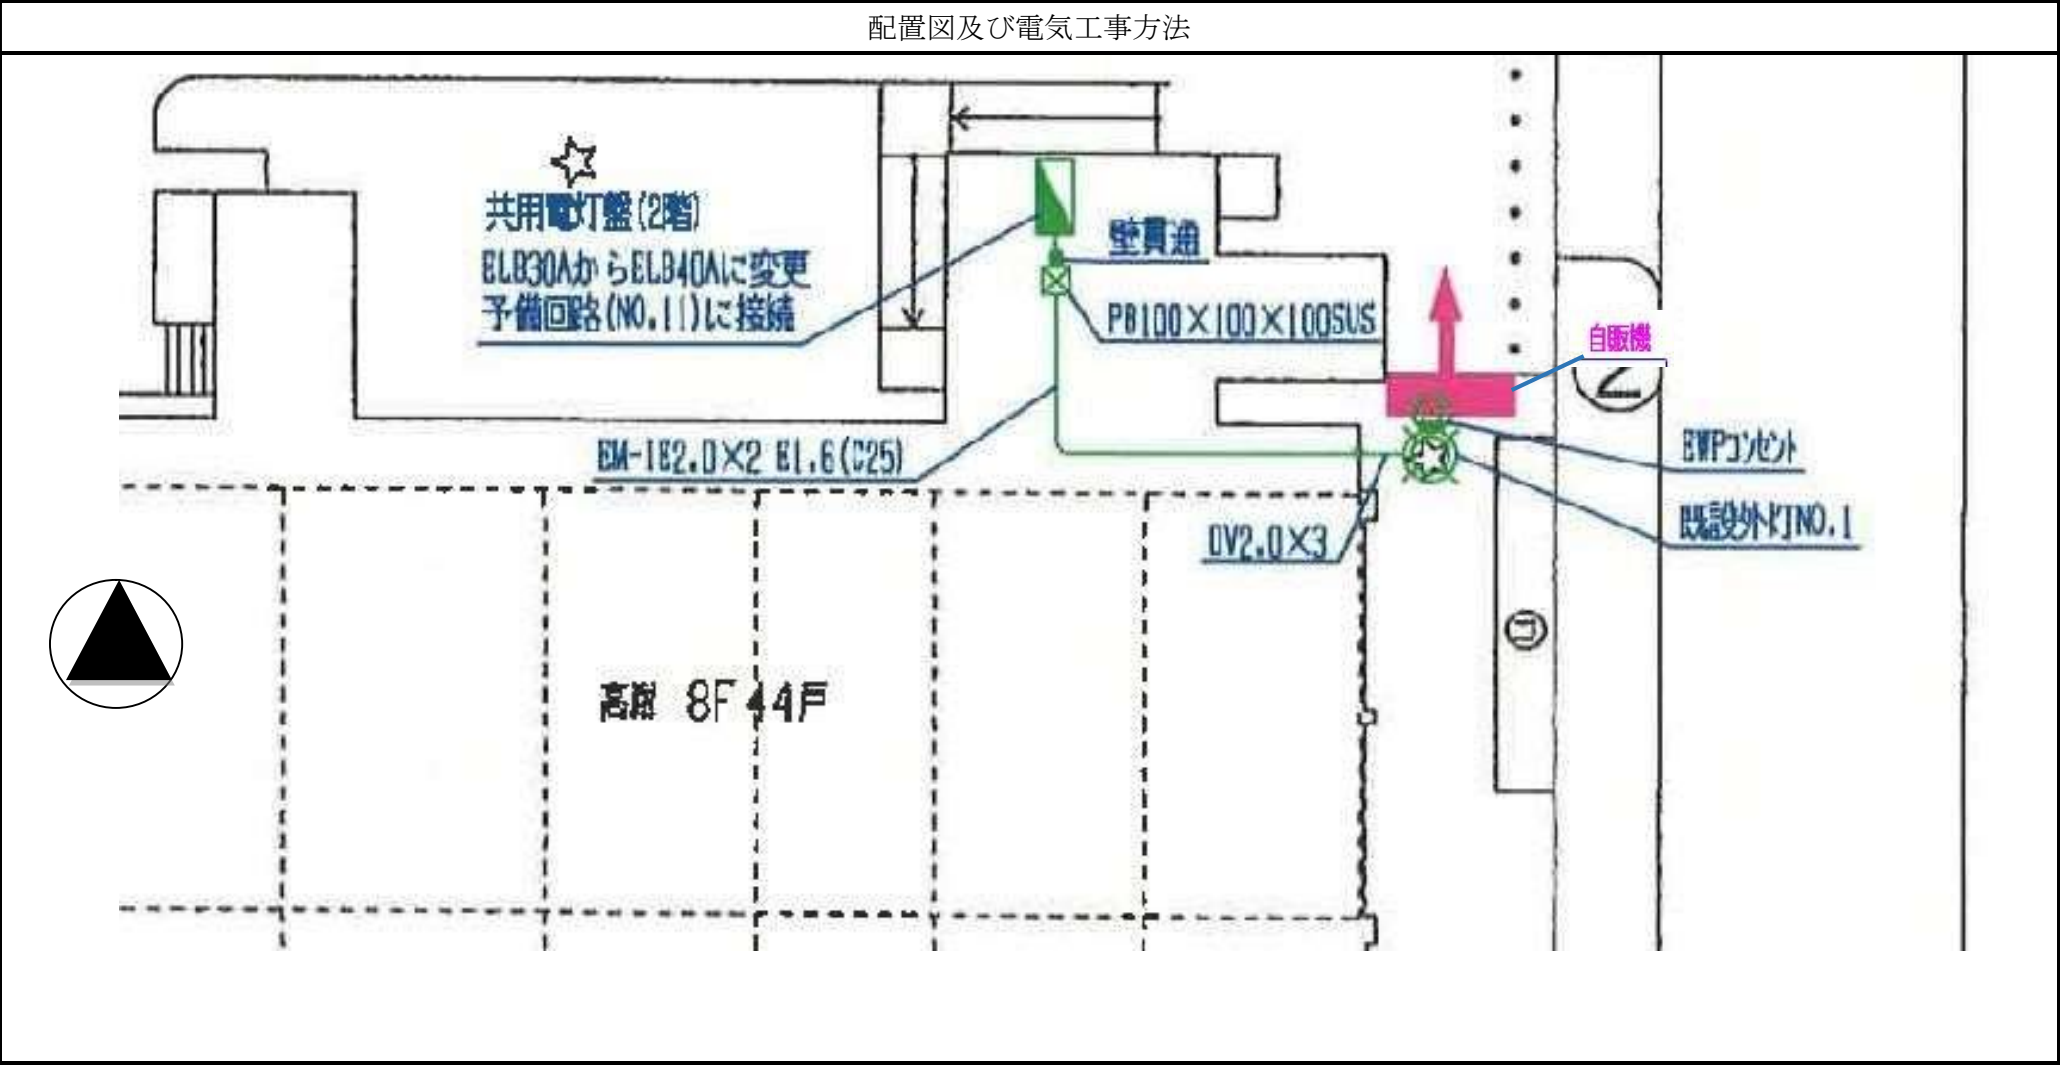 配置図及び電気工事方法
共用電灯盤(2階)
ELB30AからELB40Aに変更
予備回路(NO.11)に接続
壁貫通
PB100×100×100SUS
自販機
2
EM-IE2.0×2 E1.6(C25)
EWPコンセント
DV2.0×3
既設外灯NO.1
8F 44戸